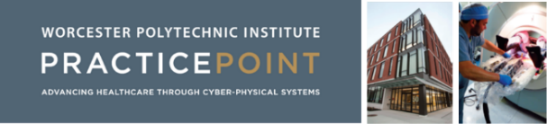 WORCESTER POLYTECHNIC INSTITUTE
PRACTICEPOINT
ADVANCING HEALTHCARE THROUGH CYBER-PHYSICAL SYSTEMS